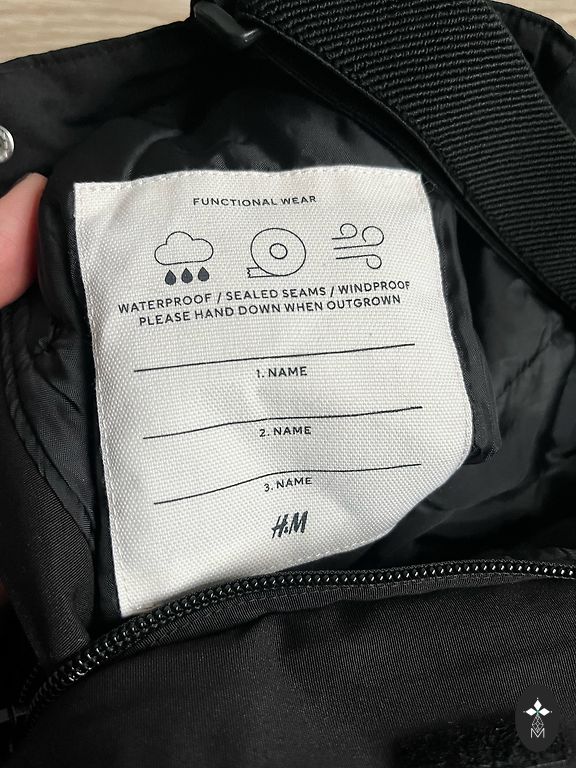 FUNCTIONAL WEAR
WATERPROOF / SEALED SEAMS / WINDPROOF
PLEASE HAND DOWN WHEN OUTGROWN
1. NAME
2. NAME
3. NAME
H&M
M